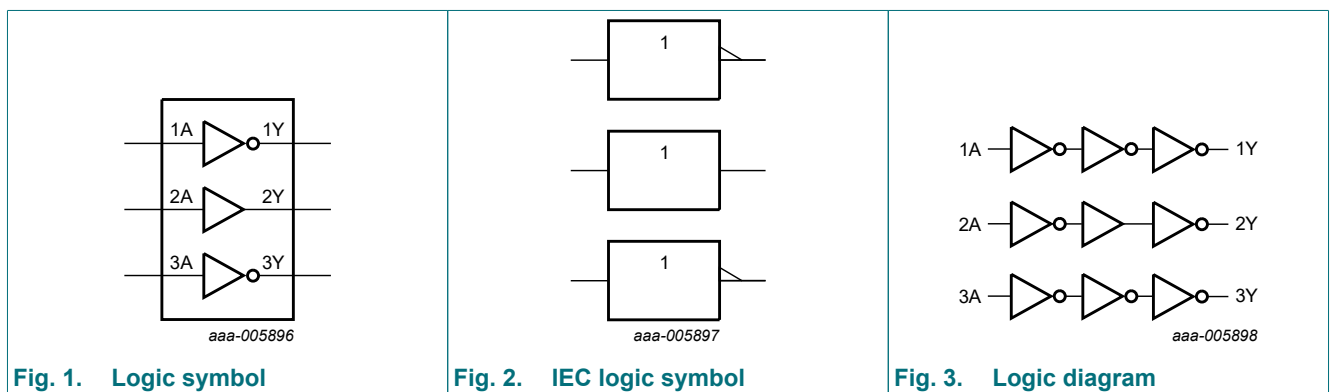 1A 1Y
2A 2Y
3A 3Y
aaa-005896
Fig. 1. Logic symbol
1
1
1
aaa-005897
Fig. 2. IEC logic symbol
1A 1Y
2A 2Y
3A 3Y
aaa-005898
Fig. 3. Logic diagram